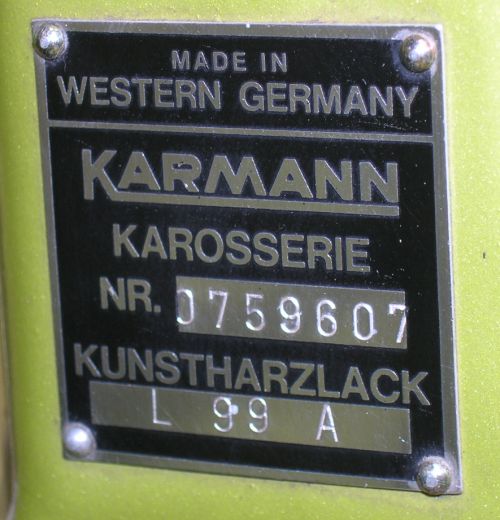 MADE IN
WESTERN GERMANY
KARMANN
KAROSSERIE
NR. 0759607
KUNSTHARZLACK
L 99 A